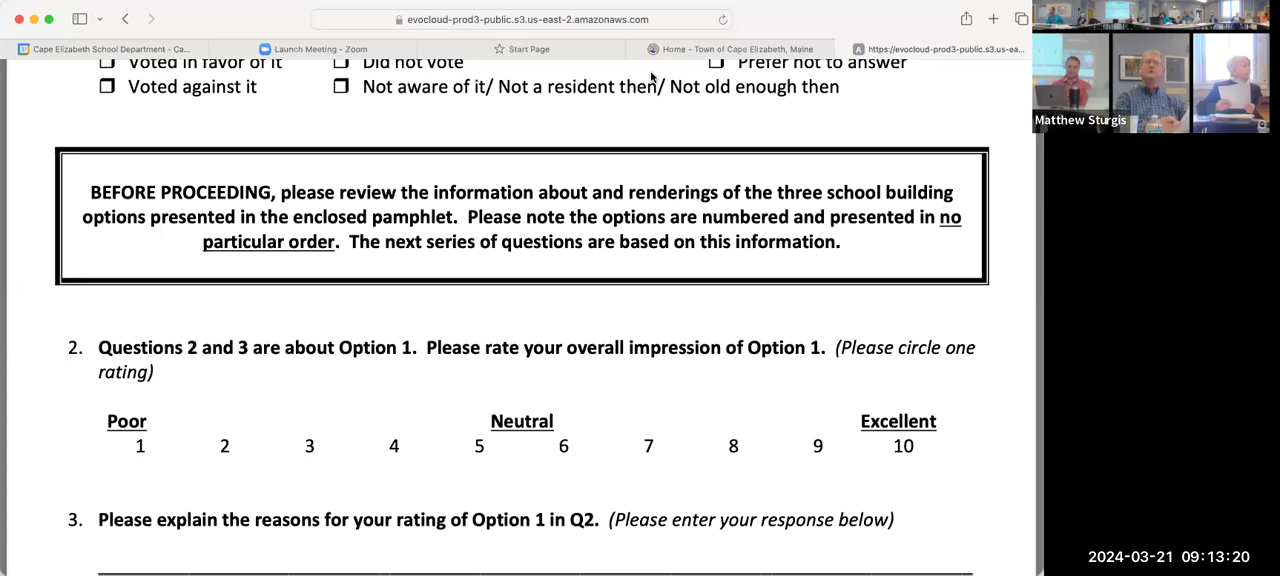 evocloud-prod3-public.s3.us-east-2.amazonaws.com
Cape Elizabeth School Department - Ca...
Launch Meeting - Zoom
Start Page
Home - Town of Cape Elizabeth, Maine
https://evocloud-prod3-public.s3.us-ea...
Voted in favor of it Did not vote Prefer not to answer
Voted against it Not aware of it/ Not a resident then/ Not old enough then
Matthew Sturgis
BEFORE PROCEEDING, please review the information about and renderings of the three school building
options presented in the enclosed pamphlet. Please note the options are numbered and presented in no
particular order. The next series of questions are based on this information.
2. Questions 2 and 3 are about Option 1. Please rate your overall impression of Option 1. (Please circle one
rating)
Poor Neutral Excellent
1 2 3 4 5 6 7 8 9 10
3. Please explain the reasons for your rating of Option 1 in Q2. (Please enter your response below)
2024-03-21 09:13:20